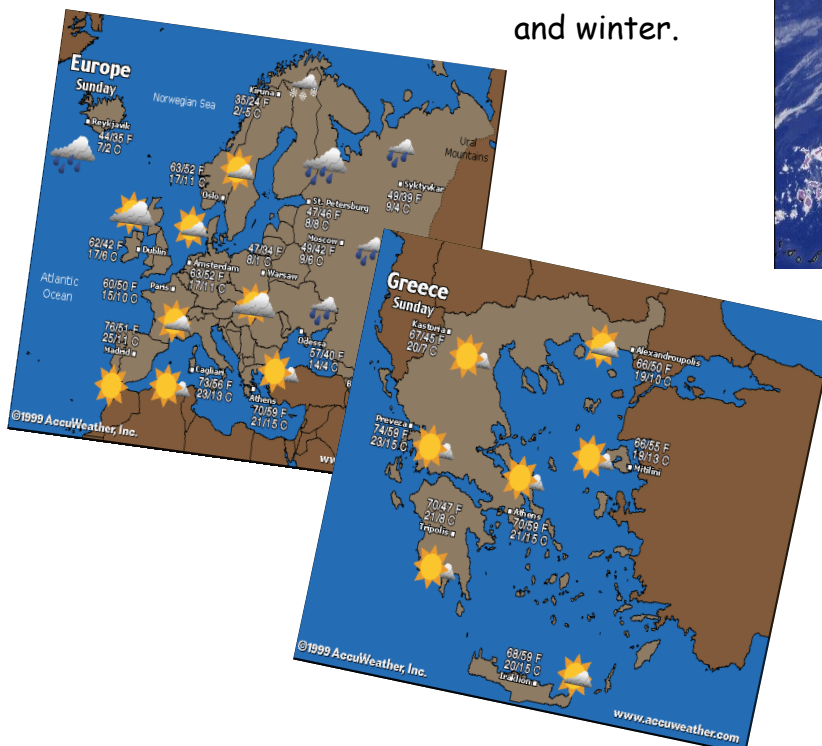 and winter.
Europe
Sunday
Norwegian Sea
Kiruna
35/24 F
2/-5 C
Reykjavik
44/35 F
7/2 C
Ural
Mountains
63/52 F
17/11 C
Oslo
Syktyvkar
49/39 F
9/4 C
St. Petersburg
47/46 F
8/8 C
Moscow
49/42 F
9/6 C
62/42 F
17/6 C
Dublin
Amsterdam
63/52 F
17/11 C
47/34 F
8/1 C
Warsaw
Atlantic
Ocean
60/50 F
15/10 C
Paris
76/51 F
25/11 C
Madrid
Odessa
57/40 F
14/4 C
Cagliari
73/56 F
23/13 C
Athens
70/59 F
21/15 C
©1999 AccuWeather, Inc.
ww
Greece
Sunday
Kastoria
67/45 F
20/7 C
Alexandroupolis
66/50 F
19/10 C
Preveza
74/59 F
23/15 C
66/55 F
19/13 C
Mitilini
70/47 F
21/8 C
Tripolis
Athens
70/59 F
21/15 C
68/59 F
20/15 C
Iraklion
©1999 AccuWeather, Inc.
www.accuweather.com